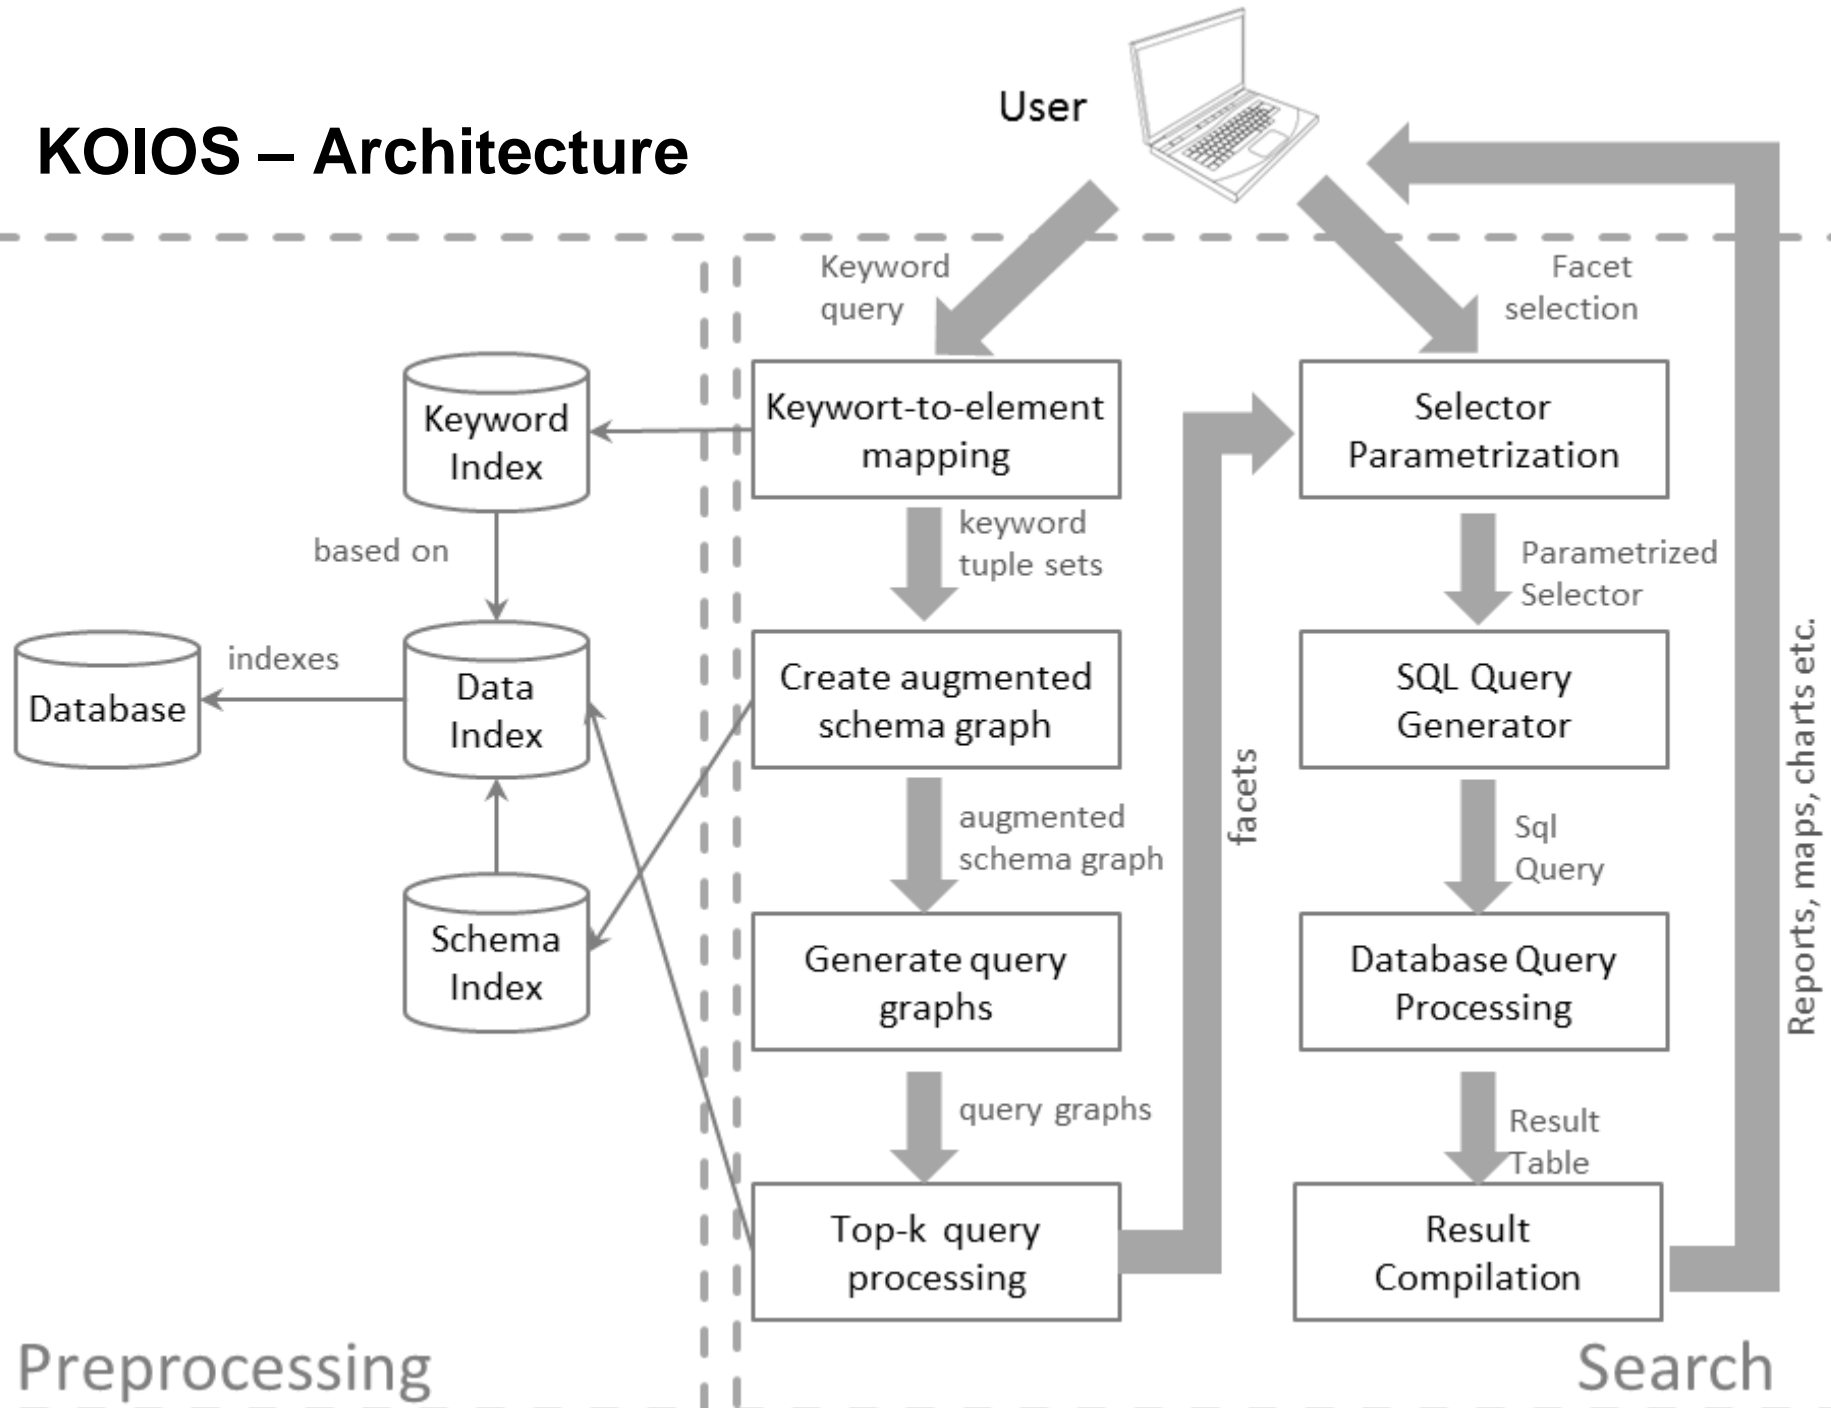 KOIOS – Architecture
User
Keyword
query
Facet
selection
Keyword
Index
Keywort-to-element
mapping
Selector
Parametrization
based on
keyword
tuple sets
Parametrized
Selector
Database
indexes
Data
Index
Create augmented
schema graph
SQL Query
Generator
facets
Reports, maps, charts etc.
augmented
schema graph
Sql
Query
Schema
Index
Generate query
graphs
Database Query
Processing
query graphs
Result
Table
Top-k query
processing
Result
Compilation
Preprocessing
Search